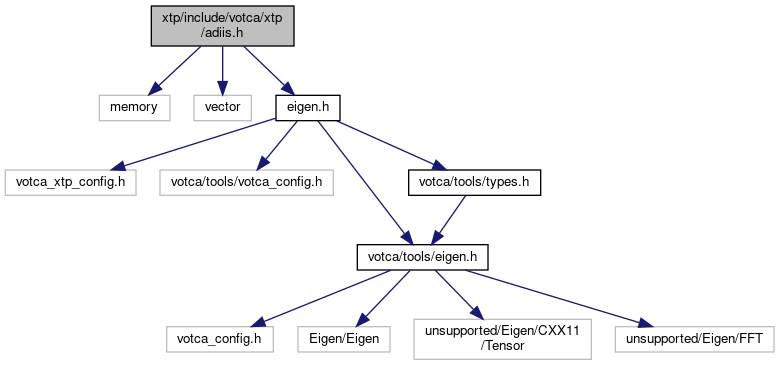 xtp/include/votca/xtp
/adiis.h
memory
vector
eigen.h
votca_xtp_config.h
votca/tools/votca_config.h
votca/tools/types.h
votca/tools/eigen.h
votca_config.h
Eigen/Eigen
unsupported/Eigen/CXX11
/Tensor
unsupported/Eigen/FFT